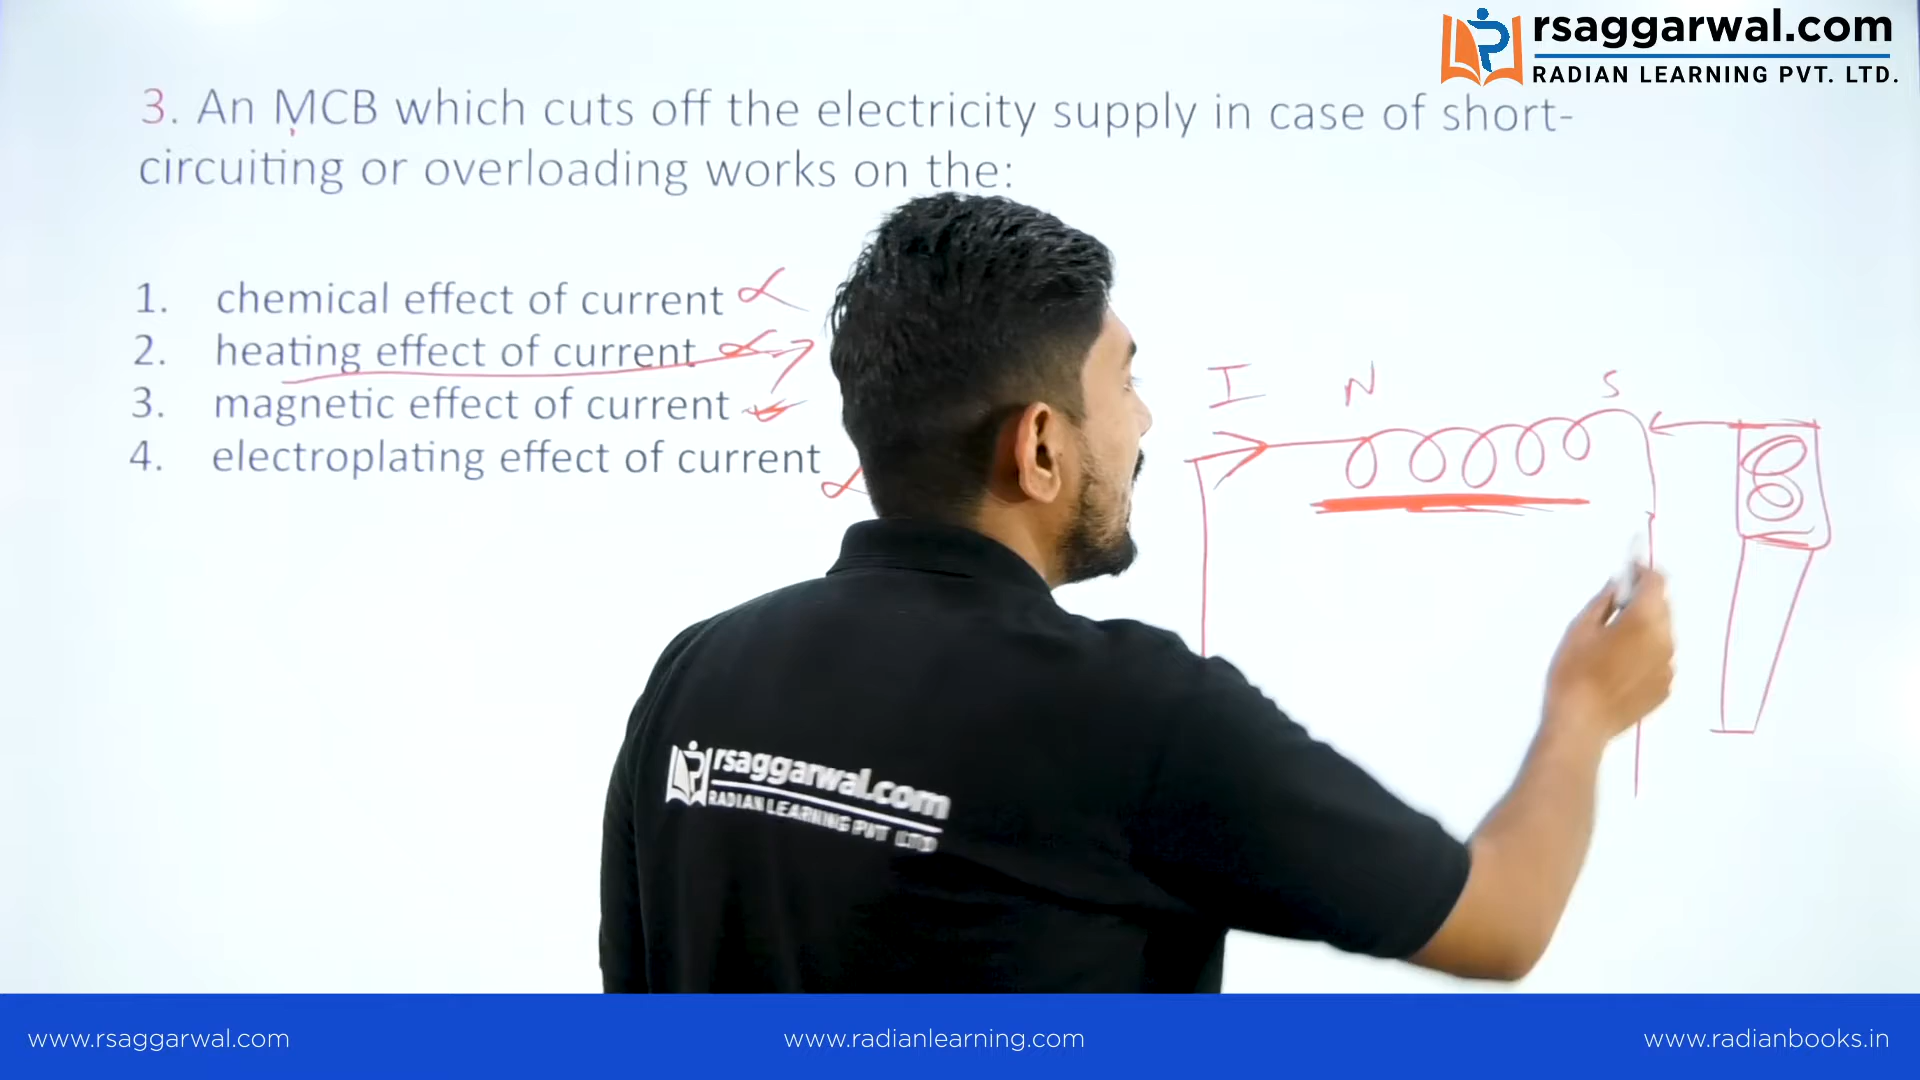 rsaggarwal.com
RADIAN LEARNING PVT. LTD.
3. An MCB which cuts off the electricity supply in case of short-
circuiting or overloading works on the:
1. chemical effect of current
2. heating effect of current
3. magnetic effect of current
4. electroplating effect of current
I N S
rsaggarwal.com
RADIAN LEARNING PVT LTD
www.rsaggarwal.com www.radianlearning.com www.radianbooks.in